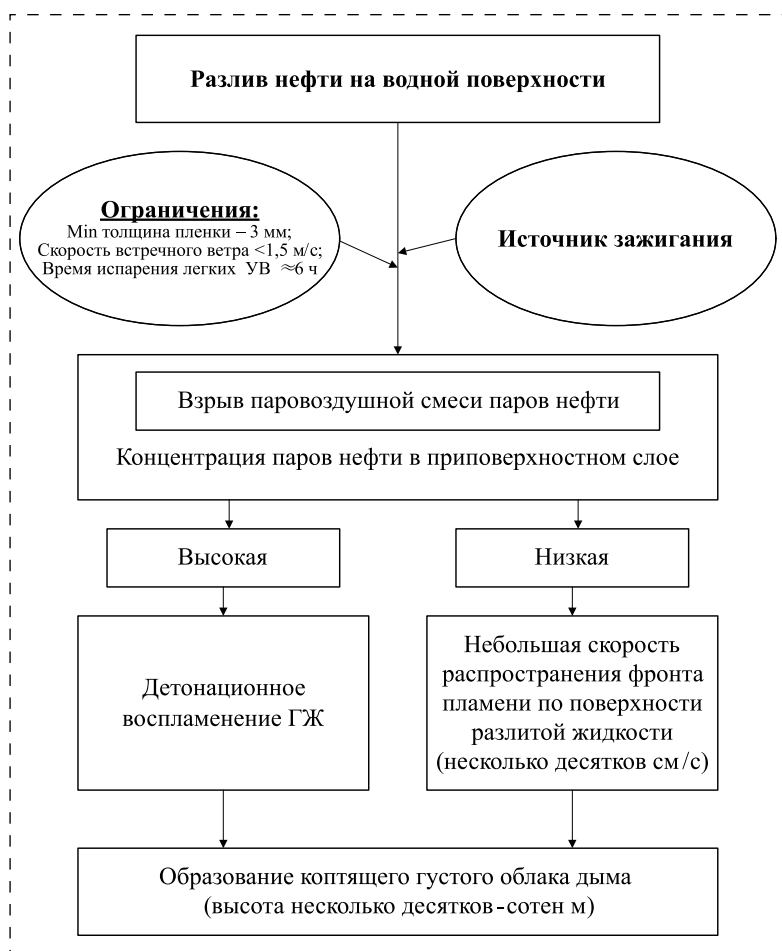 Разлив нефти на водной поверхности
Ограничения:
Min толщина пленки – 3 мм;
Скорость встречного ветра <1,5 м/с;
Время испарения легких УВ ≈6 ч
Источник зажигания
Взрыв паровоздушной смеси паров нефти
Концентрация паров нефти в приповерхностном слое
Высокая
Низкая
Детонационное
воспламенение ГЖ
Небольшая скорость
распространения фронта
пламени по поверхности
разлитой жидкости
(несколько десятков см/с)
Образование коптящего густого облака дыма
(высота несколько десятков-сотен м)